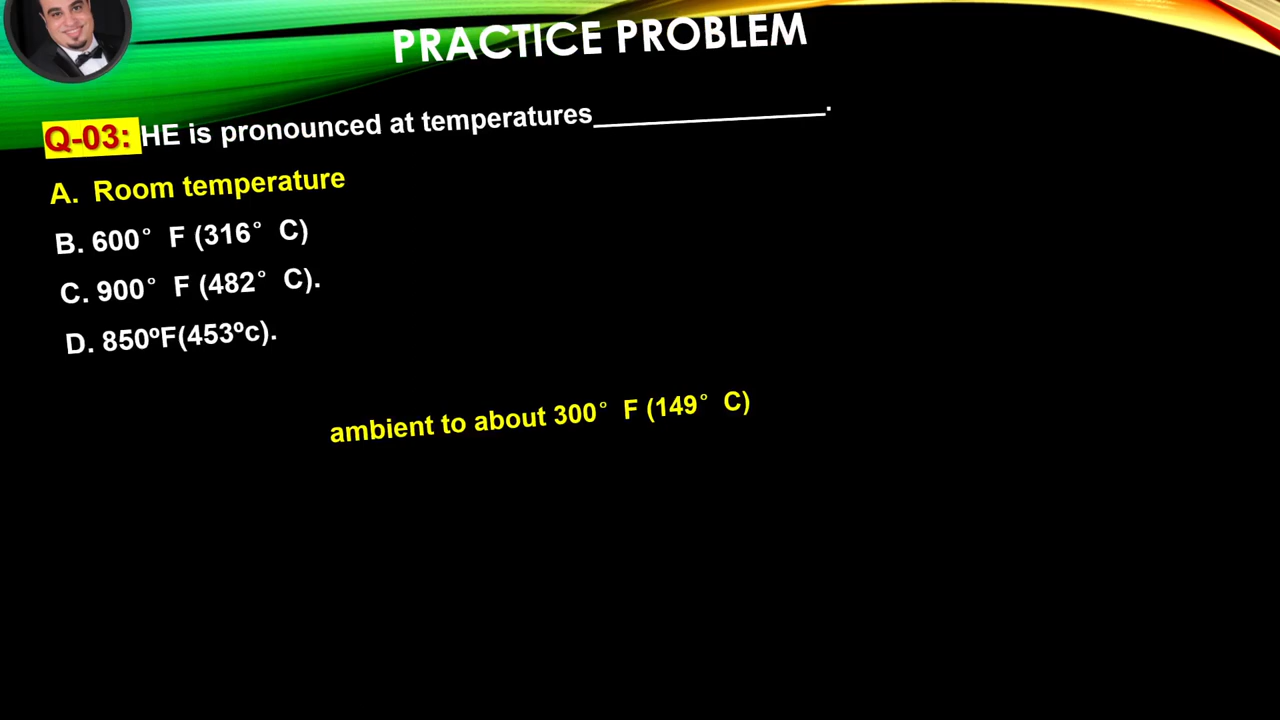 PRACTICE PROBLEM
Q-03: HE is pronounced at temperatures_______________.
A. Room temperature
B. 600° F (316° C)
C. 900° F (482° C).
D. 850ºF(453ºc).
ambient to about 300° F (149° C)